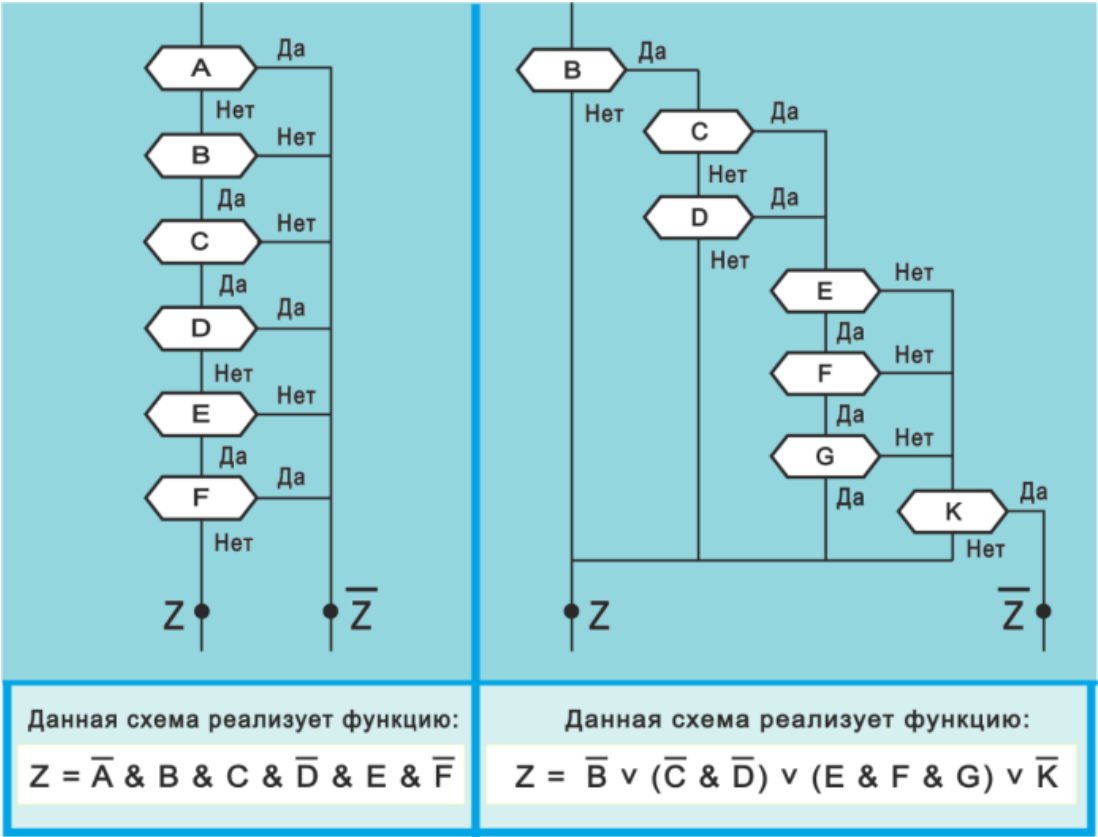 Да
A
Нет
Нет
B
Да
Нет
C
Да
Да
D
Нет
Нет
E
Да
Да
F
Нет
Z
Z̅
Данная схема реализует функцию:
Z = A̅ & B & C & D̅ & E & F̅
Да
B
Нет
Да
C
Нет
Да
D
Нет
Нет
E
Да
Нет
F
Да
Нет
G
Да
Да
K
Нет
Z
Z̅
Данная схема реализует функцию:
Z = B̅ ∨ (C̅ & D̅) ∨ (E & F & G) ∨ K̅